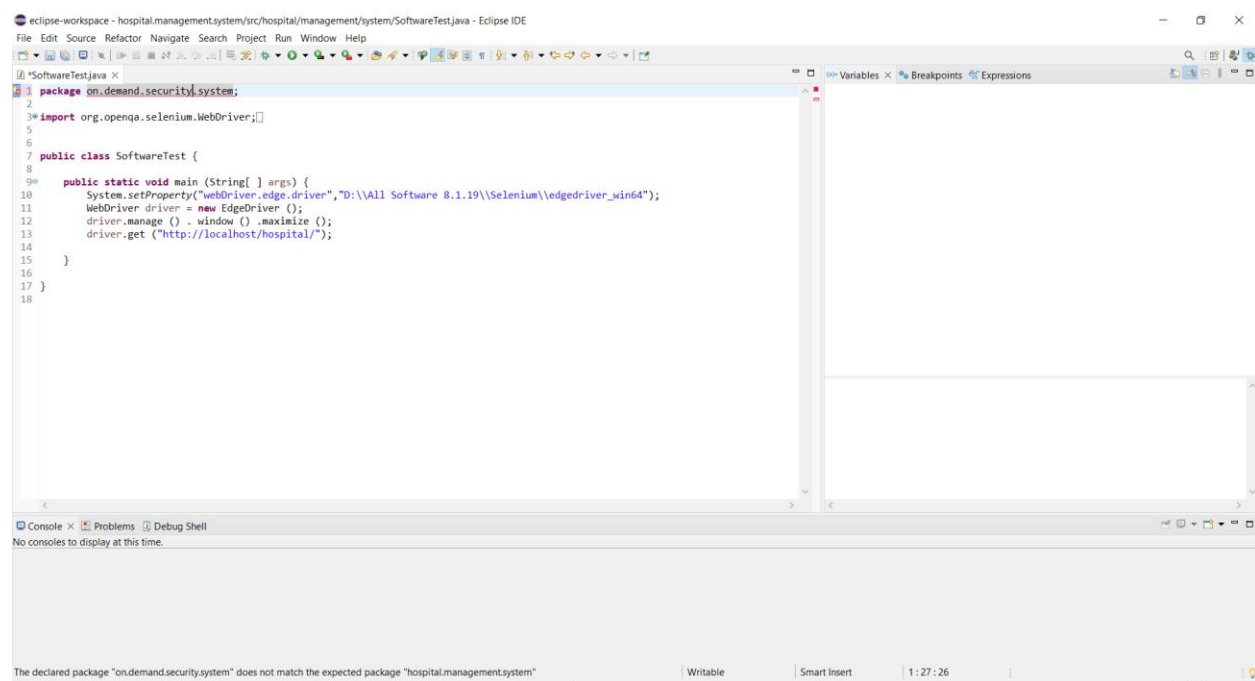 eclipse-workspace - hospital.management.system/src/hospital/management/system/SoftwareTest.java - Eclipse IDE
File Edit Source Refactor Navigate Search Project Run Window Help
*SoftwareTest.java
Variables Breakpoints Expressions
1 package on.demand.security.system;
2
3 import org.openqa.selenium.WebDriver;
5
6
7 public class SoftwareTest {
8
9 public static void main (String[ ] args) {
10 System.setProperty("webDriver.edge.driver","D:\\All Software 8.1.19\\Selenium\\edgedriver_win64");
11 WebDriver driver = new EdgeDriver ();
12 driver.manage () . window () .maximize ();
13 driver.get ("http://localhost/hospital/");
14
15 }
16
17 }
18
Console Problems Debug Shell
No consoles to display at this time.
The declared package "on.demand.security.system" does not match the expected package "hospital.management.system"
Writable
Smart Insert
1 : 27 : 26